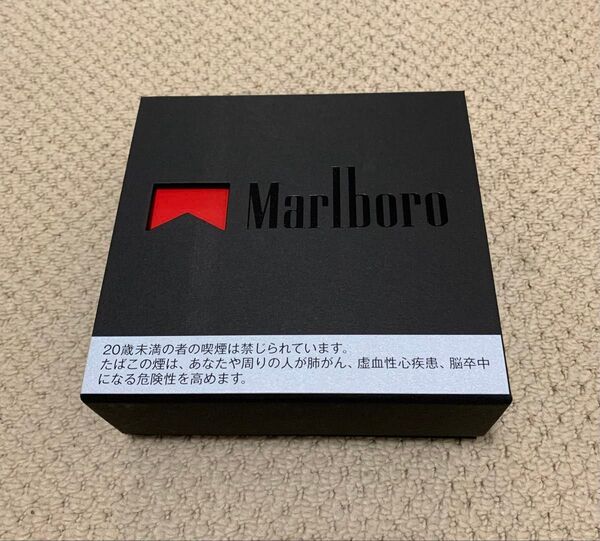 Marlboro
20歳未満の者の喫煙は禁じられています。
たばこの煙は、あなたや周りの人が肺がん、虚血性心疾患、脳卒中
になる危険性を高めます。